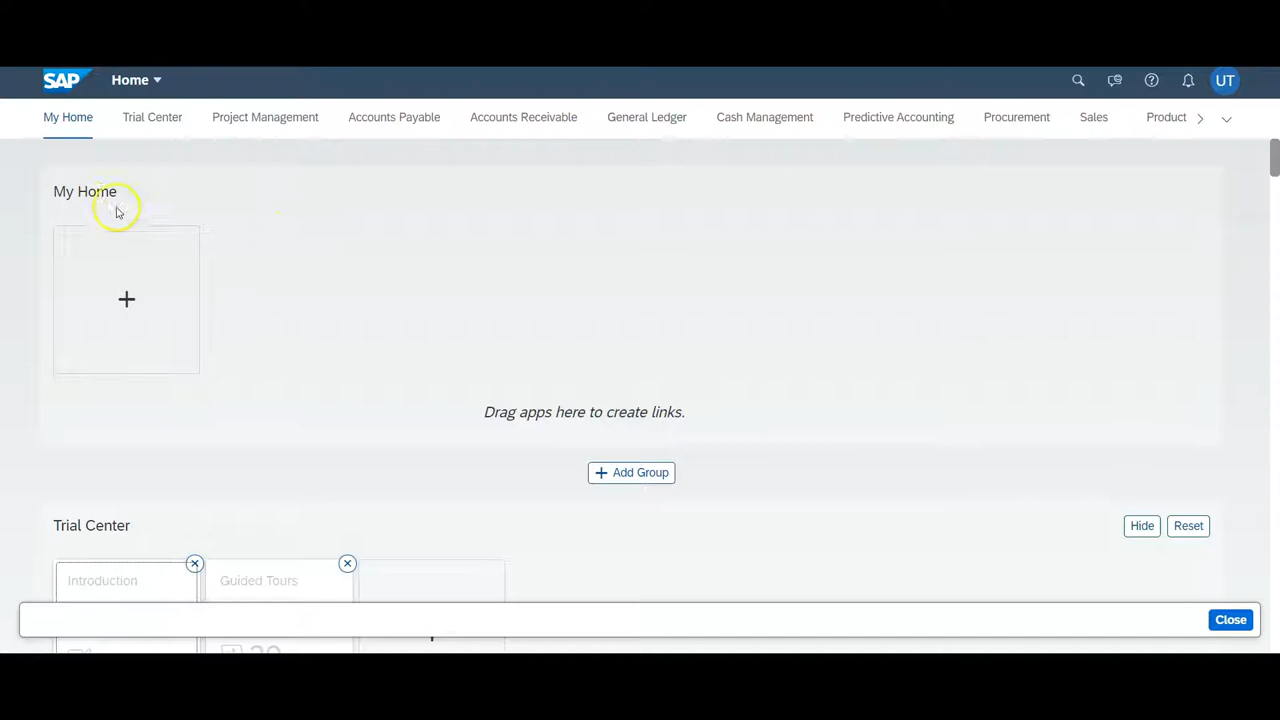 SAP Home UT
My Home Trial Center Project Management Accounts Payable Accounts Receivable General Ledger Cash Management Predictive Accounting Procurement Sales Product
My Home
Drag apps here to create links.
+ Add Group
Trial Center Hide Reset
Introduction Guided Tours
Close